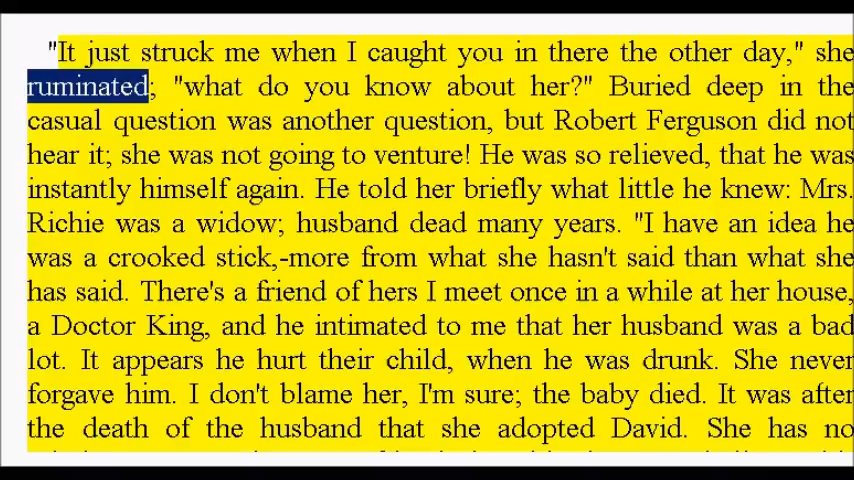 "It just struck me when I caught you in there the other day," she
ruminated; "what do you know about her?" Buried deep in the
casual question was another question, but Robert Ferguson did not
hear it; she was not going to venture! He was so relieved, that he was
instantly himself again. He told her briefly what little he knew: Mrs.
Richie was a widow; husband dead many years. "I have an idea he
was a crooked stick,-more from what she hasn't said than what she
has said. There's a friend of hers I meet once in a while at her house,
a Doctor King, and he intimated to me that her husband was a bad
lot. It appears he hurt their child, when he was drunk. She never
forgave him. I don't blame her, I'm sure; the baby died. It was after
the death of the husband that she adopted David. She has no